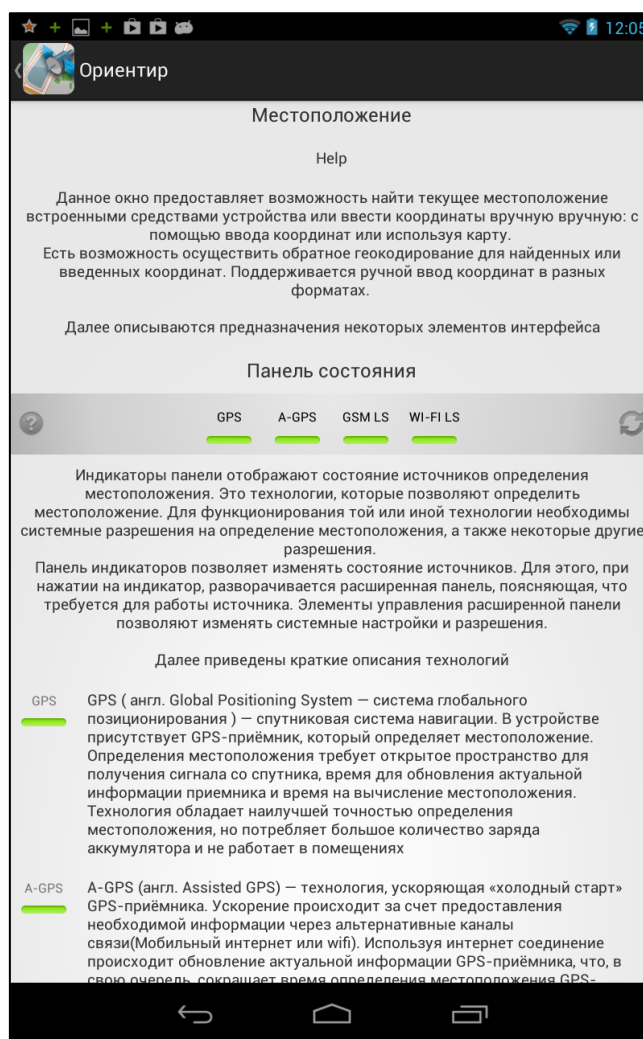 12:05
Ориентир
Местоположение
Help
Данное окно предоставляет возможность найти текущее местоположение
встроенными средствами устройства или ввести координаты вручную вручную: с
помощью ввода координат или используя карту.
Есть возможность осуществить обратное геокодирование для найденных или
введенных координат. Поддерживается ручной ввод координат в разных
форматах.
Далее описываются предназначения некоторых элементов интерфейса
Панель состояния
? GPS A-GPS GSM LS WI-FI LS
Индикаторы панели отображают состояние источников определения
местоположения. Это технологии, которые позволяют определить
местоположение. Для функционирования той или иной технологии необходимы
системные разрешения на определение местоположения, а также некоторые другие
разрешения.
Панель индикаторов позволяет изменять состояние источников. Для этого, при
нажатии на индикатор, разворачивается расширенная панель, поясняющая, что
требуется для работы источника. Элементы управления расширенной панели
позволяют изменять системные настройки и разрешения.
Далее приведены краткие описания технологий
GPS GPS ( англ. Global Positioning System — система глобального
позиционирования ) — спутниковая система навигации. В устройстве
присутствует GPS-приёмник, который определяет местоположение.
Определения местоположения требует открытое пространство для
получения сигнала со спутника, время для обновления актуальной
информации приемника и время на вычисление местоположения.
Технология обладает наилучшей точностью определения
местоположения, но потребляет большое количество заряда
аккумулятора и не работает в помещениях
A-GPS A-GPS (англ. Assisted GPS) — технология, ускоряющая «холодный старт»
GPS-приёмника. Ускорение происходит за счет предоставления
необходимой информации через альтернативные каналы
связи(Мобильный интернет или wifi). Используя интернет соединение
происходит обновление актуальной информации GPS-приёмника, что, в
свою очередь, сокращает время определения местоположения GPS-